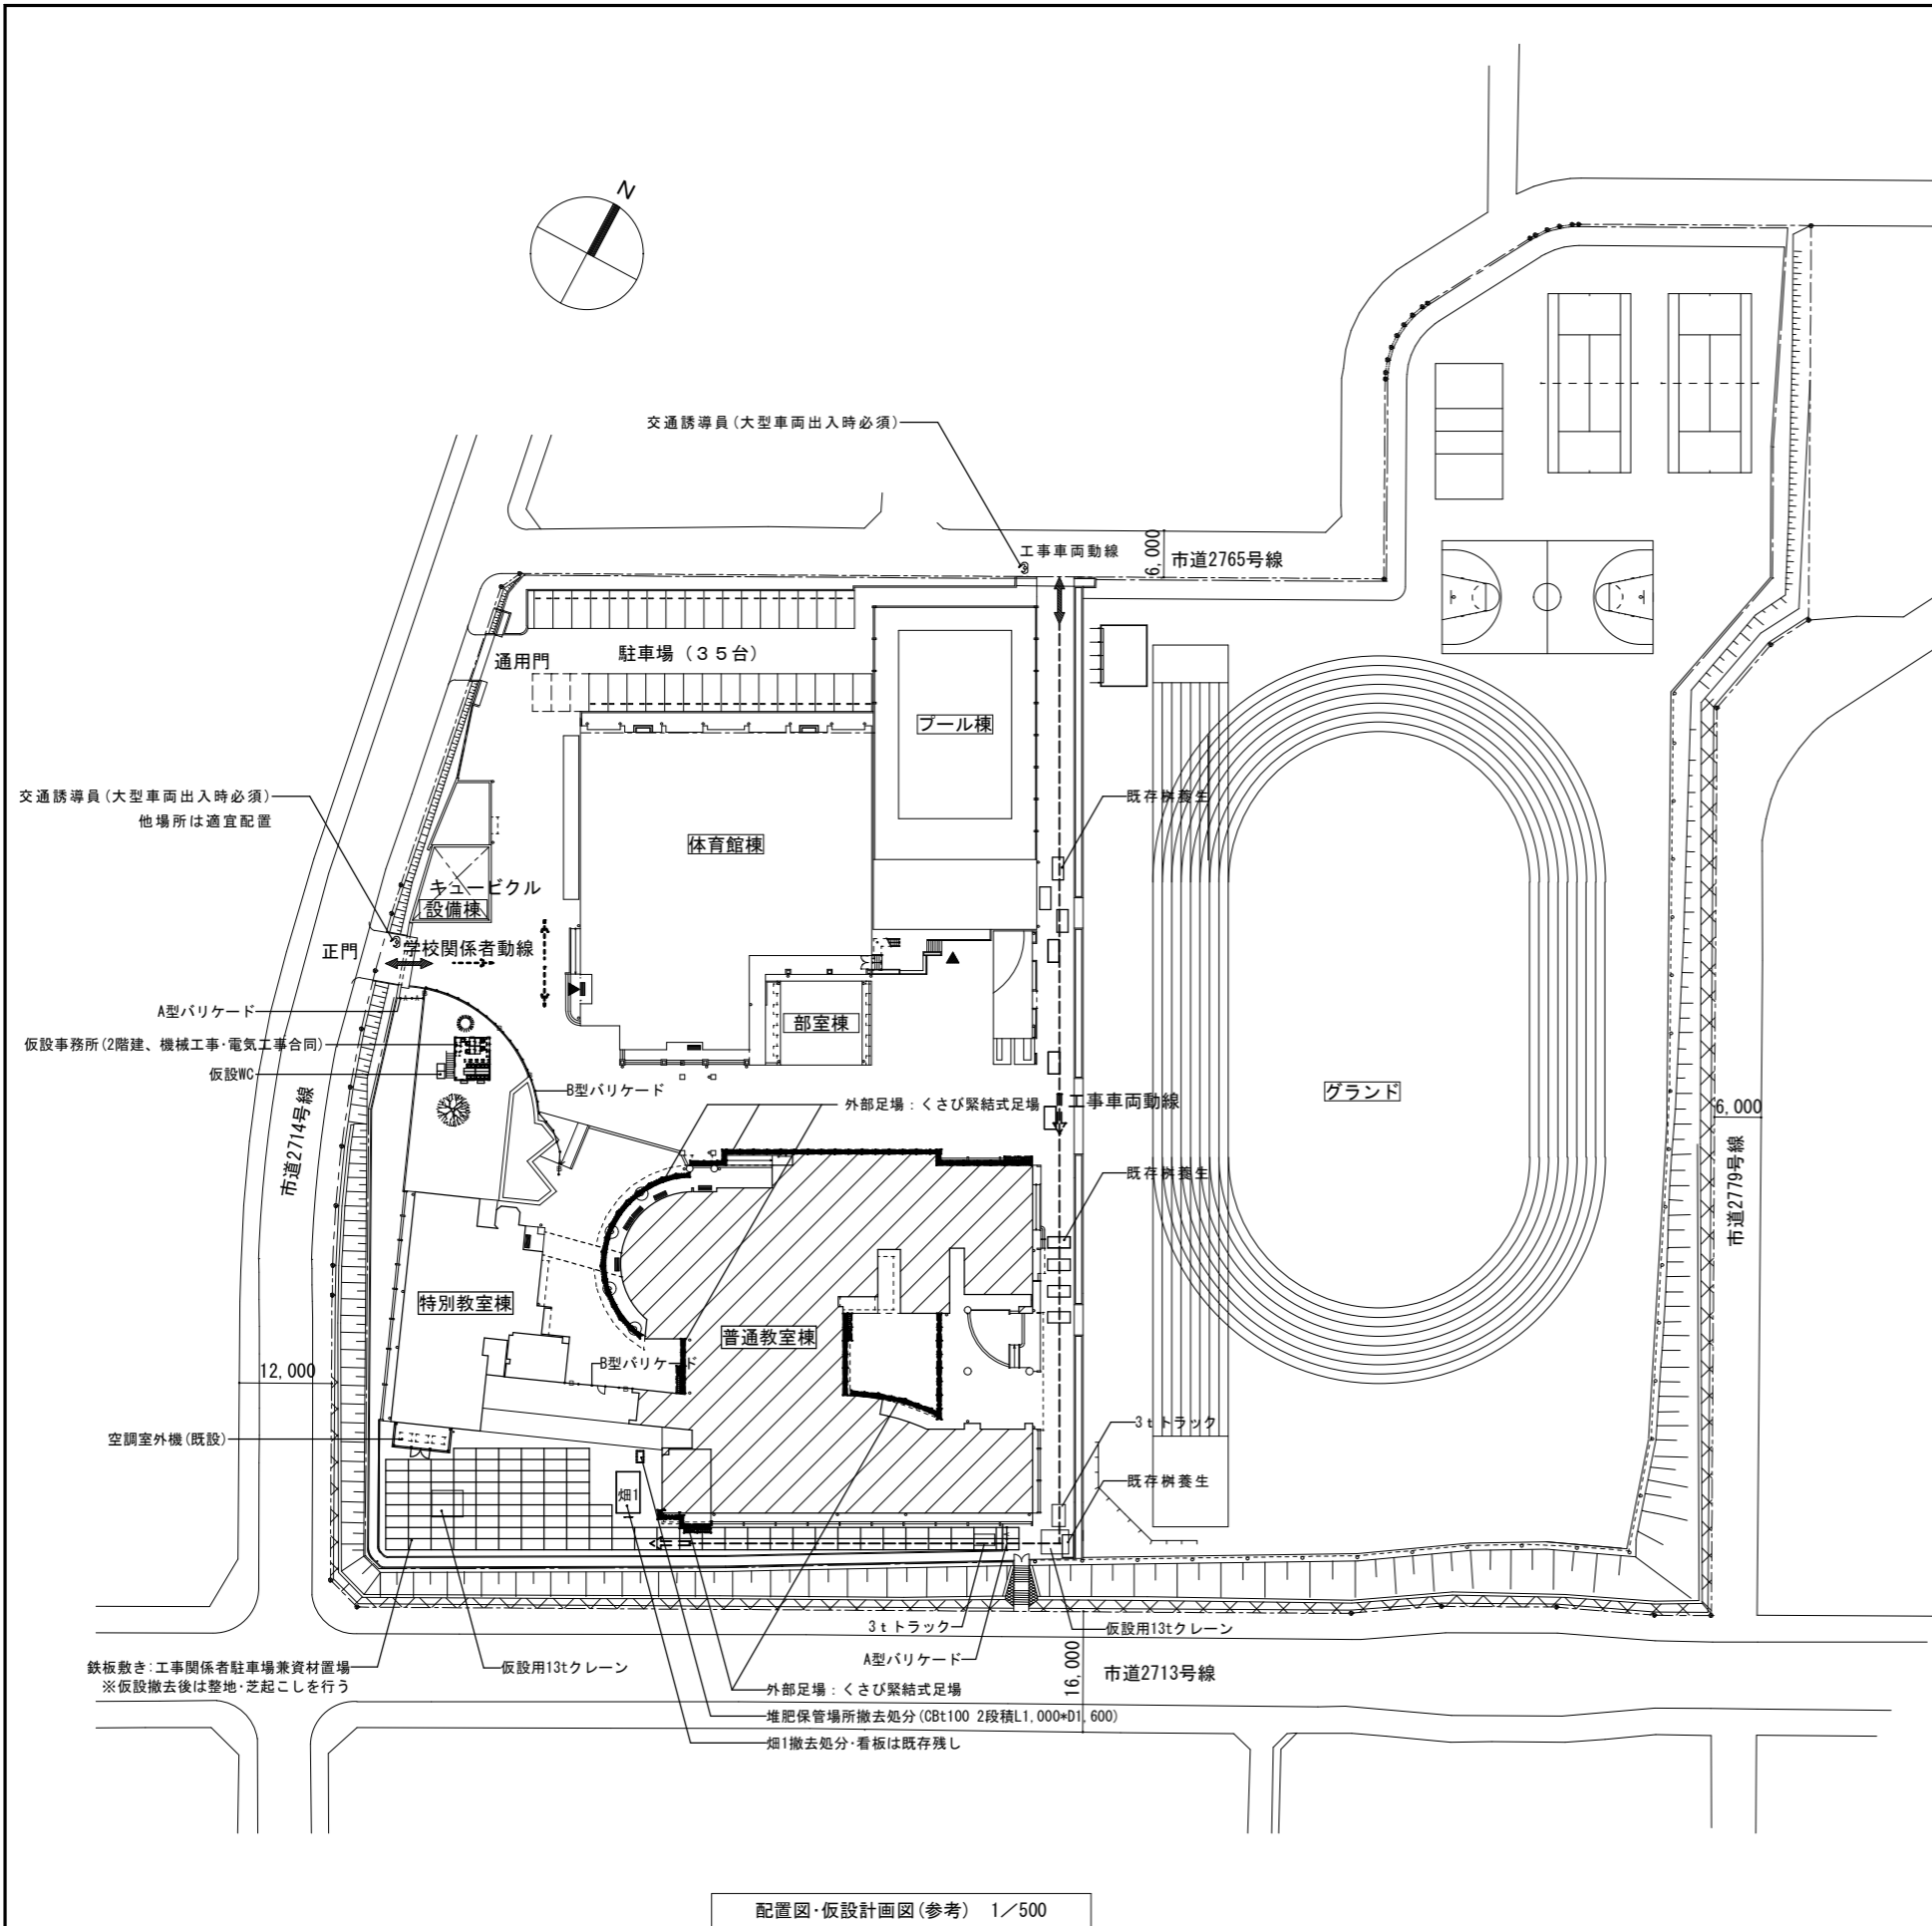 N
交通誘導員(大型車両出入時必須)
工事車両動線
6,000
市道2765号線
通用門
駐車場(35台)
プール棟
交通誘導員(大型車両出入時必須)
他場所は適宜配置
既存桝養生
体育館棟
キュービクル
設備棟
正門
学校関係者動線
A型バリケード
部室棟
仮設事務所(2階建、機械工事・電気工事合同)
仮設WC
B型バリケード
外部足場:くさび緊結式足場
工事車両動線
グランド
6,000
市道2714号線
既存桝養生
市道2779号線
特別教室棟
普通教室棟
B型バリケード
12,000
3tトラック
空調室外機(既設)
既存桝養生
畑1
3tトラック
仮設用13tクレーン
A型バリケード
16,000
市道2713号線
鉄板敷き:工事関係者駐車場兼資材置場
※仮設撤去後は整地・芝起こしを行う
仮設用13tクレーン
外部足場:くさび緊結式足場
堆肥保管場所撤去処分(CBt100 2段積L1,000*D1,600)
畑1撤去処分・看板は既存残し
配置図・仮設計画図(参考) 1/500